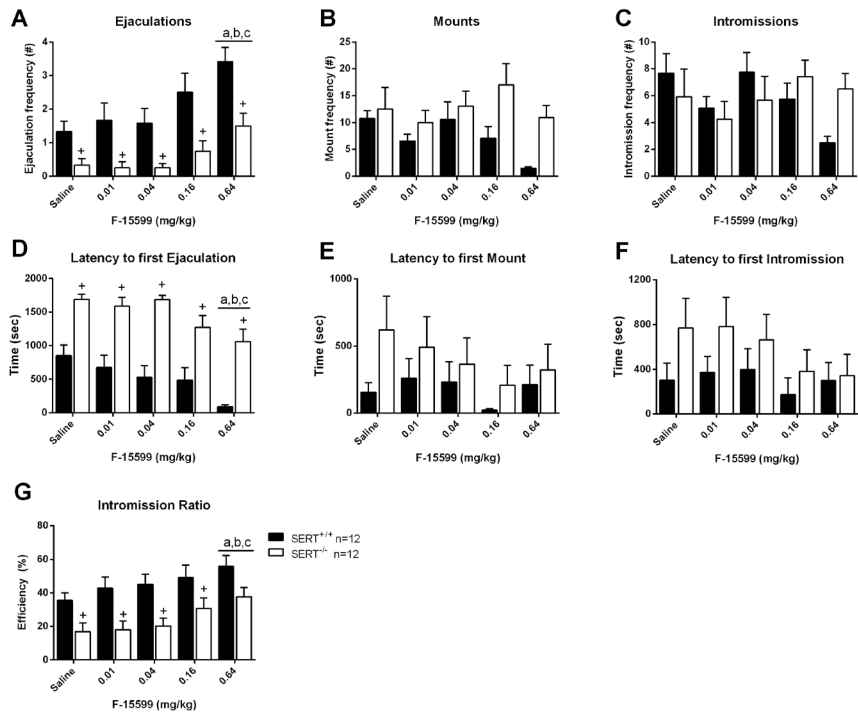 A
Ejaculations
Ejaculation frequency (#)
5
4
3
2
1
0
a,b,c
+
+
+
+
+
Saline
0.01
0.04
0.16
0.64
F-15599 (mg/kg)
B
Mounts
Mount frequency (#)
25
20
15
10
5
0
Saline
0.01
0.04
0.16
0.64
F-15599 (mg/kg)
C
Intromissions
Intromission frequency (#)
10
8
6
4
2
0
Saline
0.01
0.04
0.16
0.64
F-15599 (mg/kg)
D
Latency to first Ejaculation
Time (sec)
2000
1500
1000
500
0
+
+
+
+
a,b,c
+
Saline
0.01
0.04
0.16
0.64
F-15599 (mg/kg)
E
Latency to first Mount
Time (sec)
1000
500
0
Saline
0.01
0.04
0.16
0.64
F-15599 (mg/kg)
F
Latency to first Intromission
Time (sec)
1200
800
400
0
Saline
0.01
0.04
0.16
0.64
F-15599 (mg/kg)
G
Intromission Ratio
Efficiency (%)
80
60
40
20
0
+
+
+
+
a,b,c
Saline
0.01
0.04
0.16
0.64
F-15599 (mg/kg)
SERT+/+ n=12
SERT-/- n=12